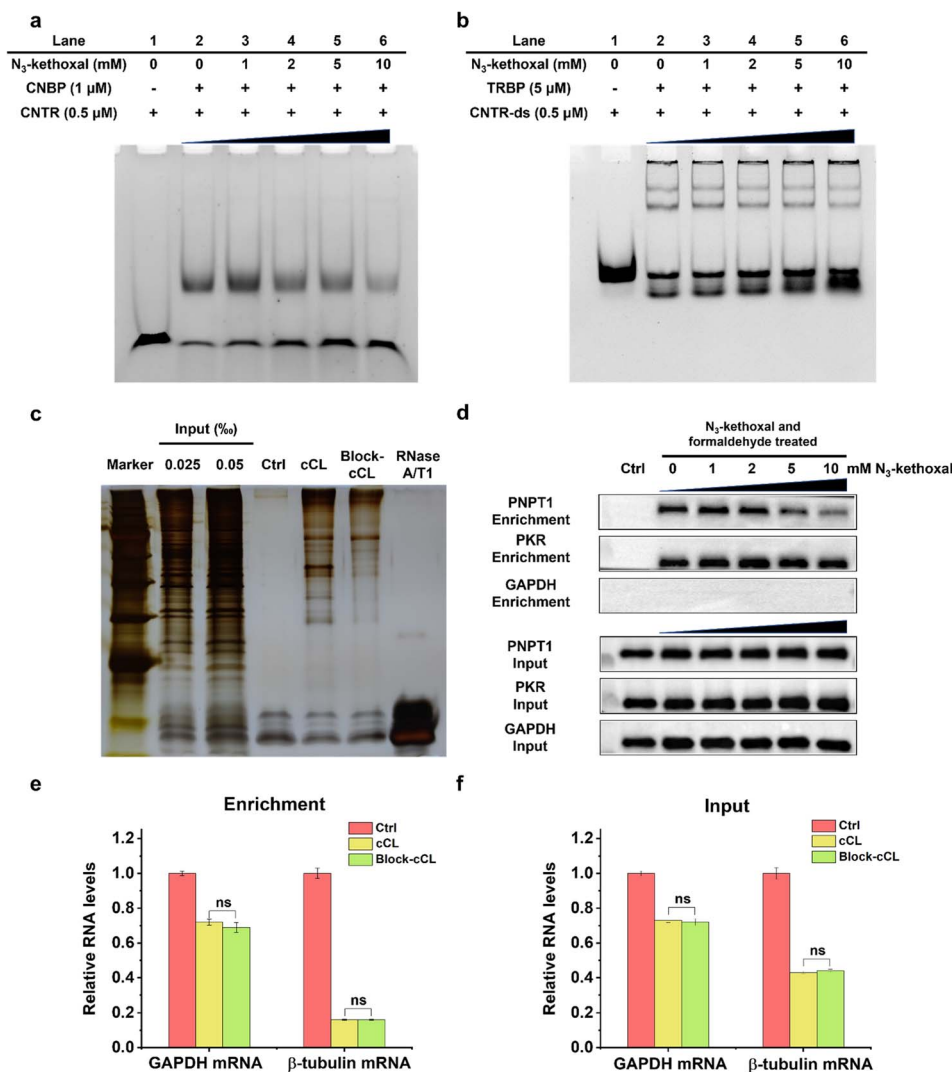 a
Lane 1 2 3 4 5 6
N₃-kethoxal (mM) 0 0 1 2 5 10
CNBP (1 μM) - + + + + +
CNTR (0.5 μM) + + + + + +
b
Lane 1 2 3 4 5 6
N₃-kethoxal (mM) 0 0 1 2 5 10
TRBP (5 μM) - + + + + +
CNTR-ds (0.5 μM) + + + + + +
c
Input (‰)
Marker 0.025 0.05 Ctrl cCL Block-cCL RNase A/T1
d
N₃-kethoxal and
formaldehyde treated
Ctrl 0 1 2 5 10 mM N₃-kethoxal
PNPT1
Enrichment
PKR
Enrichment
GAPDH
Enrichment
PNPT1
Input
PKR
Input
GAPDH
Input
e
Enrichment
Ctrl
cCL
Block-cCL
Relative RNA levels
1.2
1.0
0.8
0.6
0.4
0.2
0.0
ns
ns
GAPDH mRNA β-tubulin mRNA
f
Input
Ctrl
cCL
Block-cCL
Relative RNA levels
1.2
1.0
0.8
0.6
0.4
0.2
0.0
ns
ns
GAPDH mRNA β-tubulin mRNA